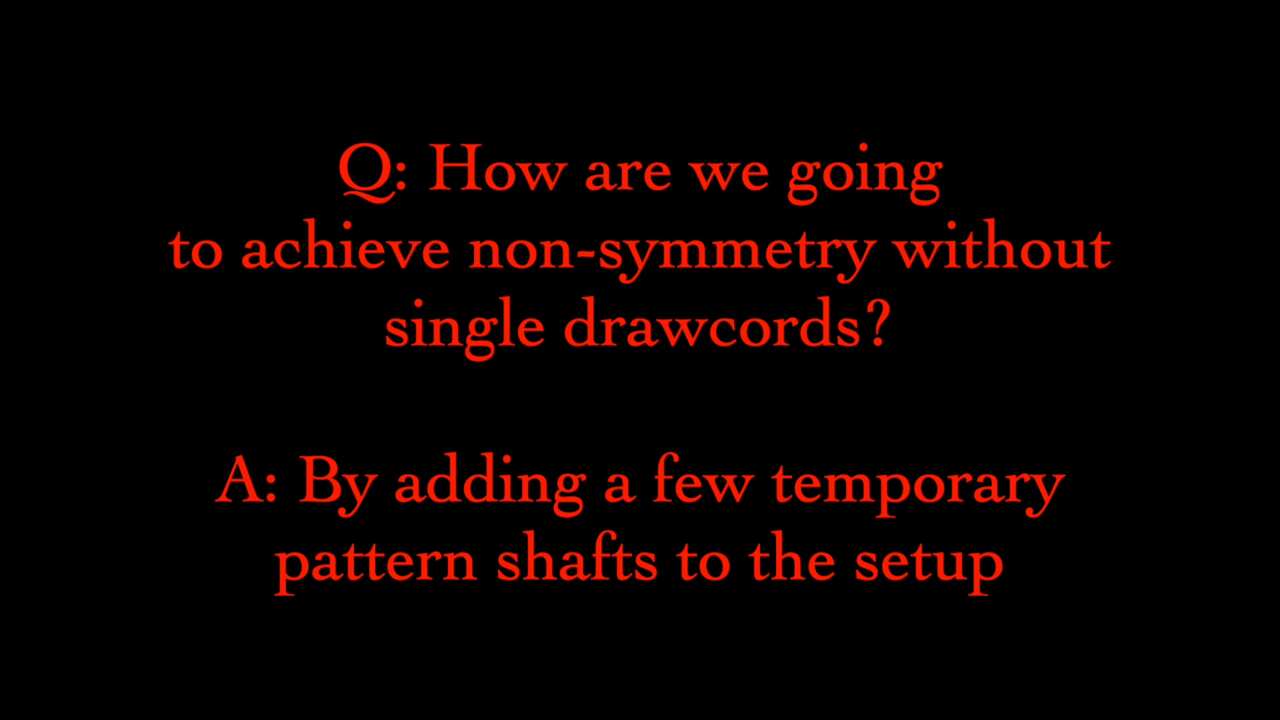 Q: How are we going
to achieve non-symmetry without
single drawcords?
A: By adding a few temporary
pattern shafts to the setup